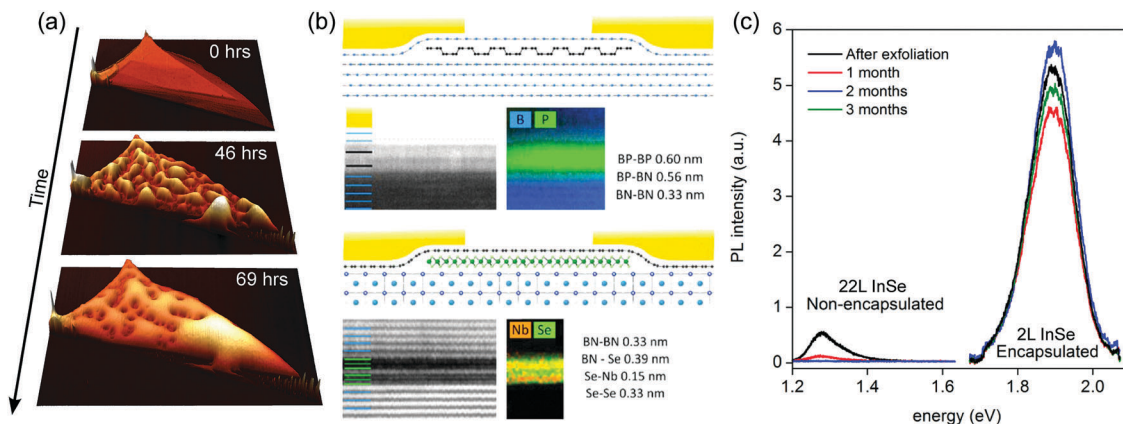 (a)
0 hrs
46 hrs
69 hrs
Time
(b)
B P
BP-BP 0.60 nm
BP-BN 0.56 nm
BN-BN 0.33 nm
Nb Se
BN-BN 0.33 nm
BN - Se 0.39 nm
Se-Nb 0.15 nm
Se-Se 0.33 nm
(c)
PL intensity (a.u.)
6
5
4
3
2
1
0
After exfoliation
1 month
2 months
3 months
22L InSe
Non-encapsulated
2L InSe
Encapsulated
1.2 1.4 1.6 1.8 2.0
energy (eV)